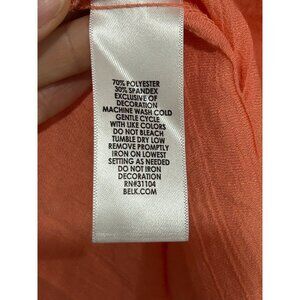 70% POLYESTER
30% SPANDEX
EXCLUSIVE OF
DECORATION
MACHINE WASH COLD
GENTLE CYCLE
WITH LIKE COLORS
DO NOT BLEACH
TUMBLE DRY LOW
REMOVE PROMPTLY
IRON ON LOWEST
SETTING AS NEEDED
DO NOT IRON
DECORATION
RN#31104
BELK.COM